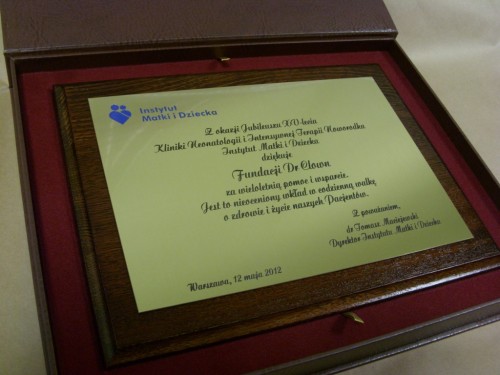 Instytut
Matki i Dziecka
Z okazji Jubileuszu XV-lecia
Kliniki Neonatologii i Intensywnej Terapii Noworodka
Instytut Matki i Dziecka
dziękuje
Fundacji Dr Clown
za wieloletnią pomoc i wsparcie.
Jest to nieoceniony wkład w codzienną walkę
o zdrowie i życie naszych Pacjentów.
Z poważaniem,
dr Tomasz Maciejewski
Dyrektor Instytutu Matki i Dziecka
Warszawa, 12 maja 2012